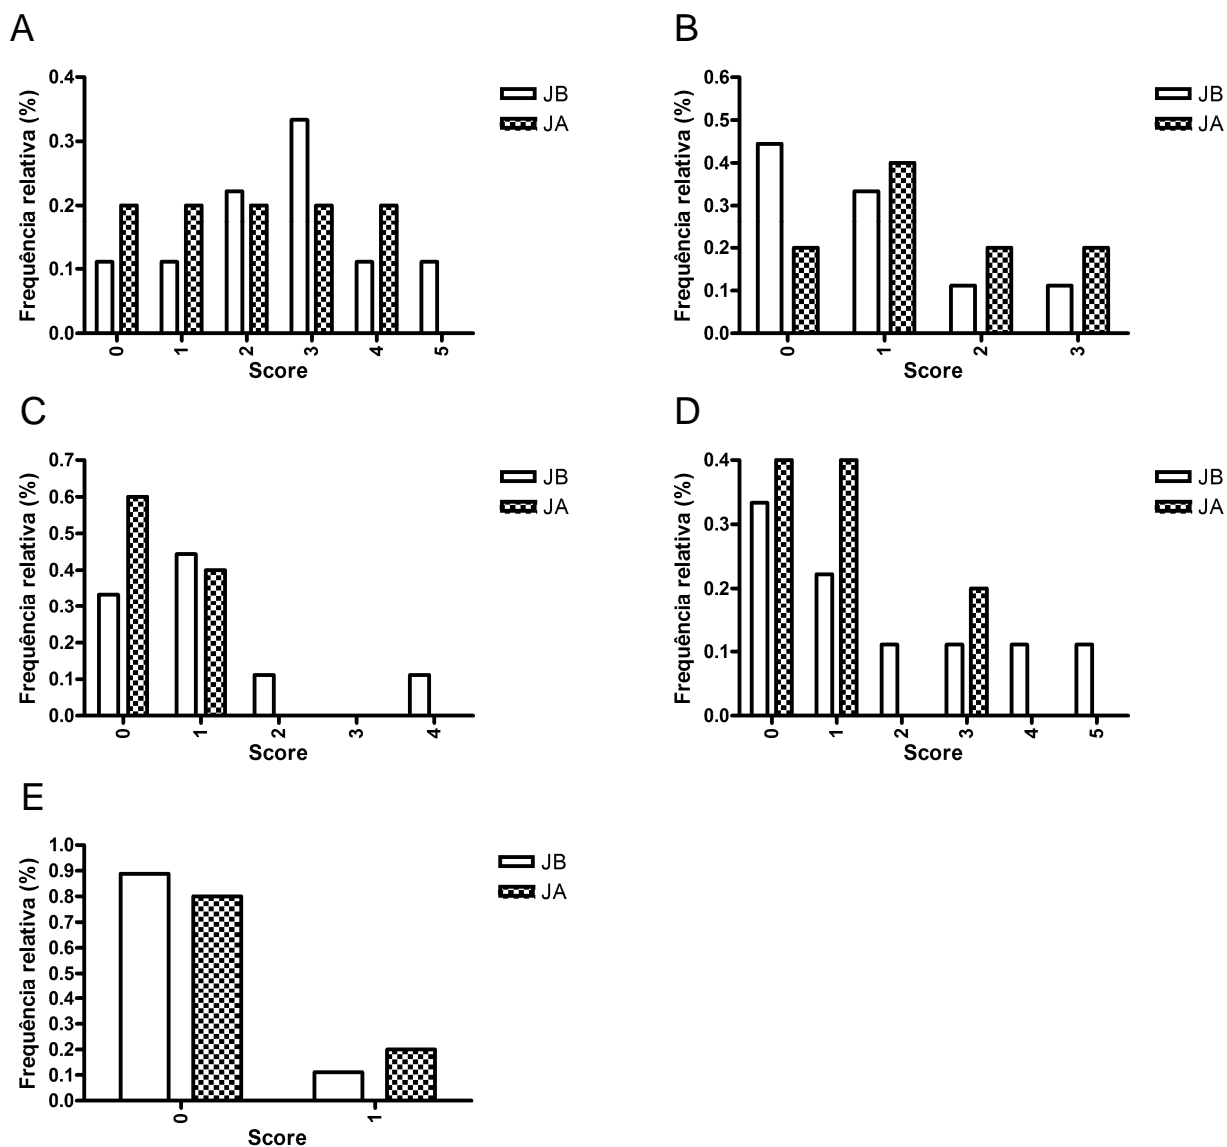 A
Frequência relativa (%)
0.4
0.3
0.2
0.1
0.0
0 1 2 3 4 5
Score
JB
JA
B
Frequência relativa (%)
0.6
0.5
0.4
0.3
0.2
0.1
0.0
0 1 2 3
Score
JB
JA
C
Frequência relativa (%)
0.7
0.6
0.5
0.4
0.3
0.2
0.1
0.0
0 1 2 3 4
Score
JB
JA
D
Frequência relativa (%)
0.4
0.3
0.2
0.1
0.0
0 1 2 3 4 5
Score
JB
JA
E
Frequência relativa (%)
1.0
0.9
0.8
0.7
0.6
0.5
0.4
0.3
0.2
0.1
0.0
0 1
Score
JB
JA